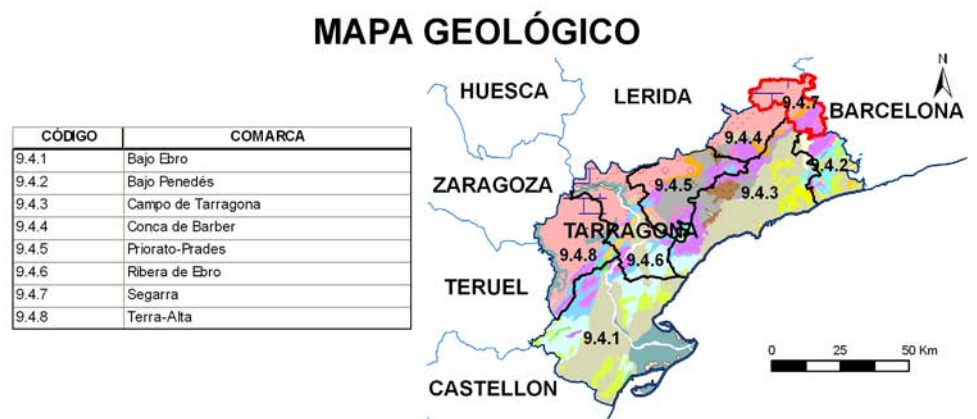 MAPA GEOLÓGICO
CÓDIGO COMARCA
9.4.1 Bajo Ebro
9.4.2 Bajo Penedés
9.4.3 Campo de Tarragona
9.4.4 Conca de Barber
9.4.5 Priorato-Prades
9.4.6 Ribera de Ebro
9.4.7 Segarra
9.4.8 Terra-Alta
N
HUESCA
LERIDA
9.4.7
BARCELONA
9.4.4
9.4.2
ZARAGOZA
9.4.5
9.4.3
TARRAGONA
9.4.8
9.4.6
TERUEL
9.4.1
CASTELLON
0 25 50 Km